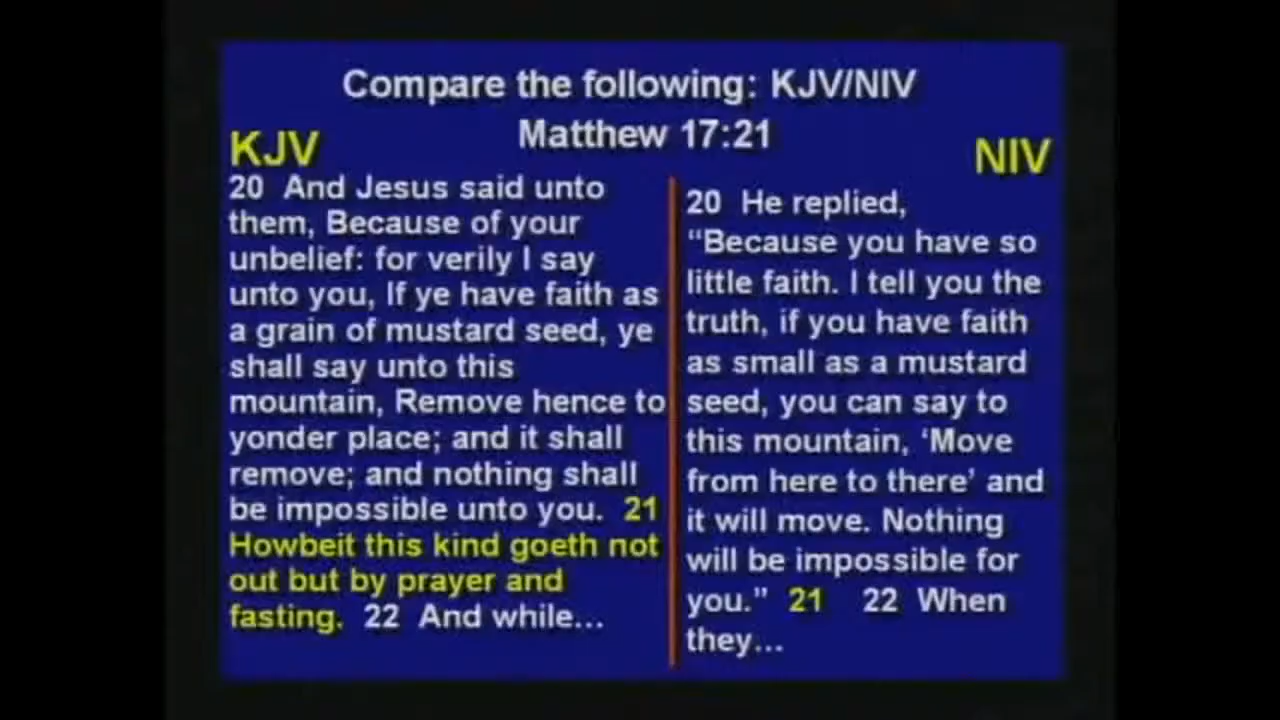 Compare the following: KJV/NIV
Matthew 17:21
KJV
20 And Jesus said unto
them, Because of your
unbelief: for verily I say
unto you, If ye have faith as
a grain of mustard seed, ye
shall say unto this
mountain, Remove hence to
yonder place; and it shall
remove; and nothing shall
be impossible unto you. 21
Howbeit this kind goeth not
out but by prayer and
fasting. 22 And while...
NIV
20 He replied,
“Because you have so
little faith. I tell you the
truth, if you have faith
as small as a mustard
seed, you can say to
this mountain, ‘Move
from here to there’ and
it will move. Nothing
will be impossible for
you.” 21 22 When
they...